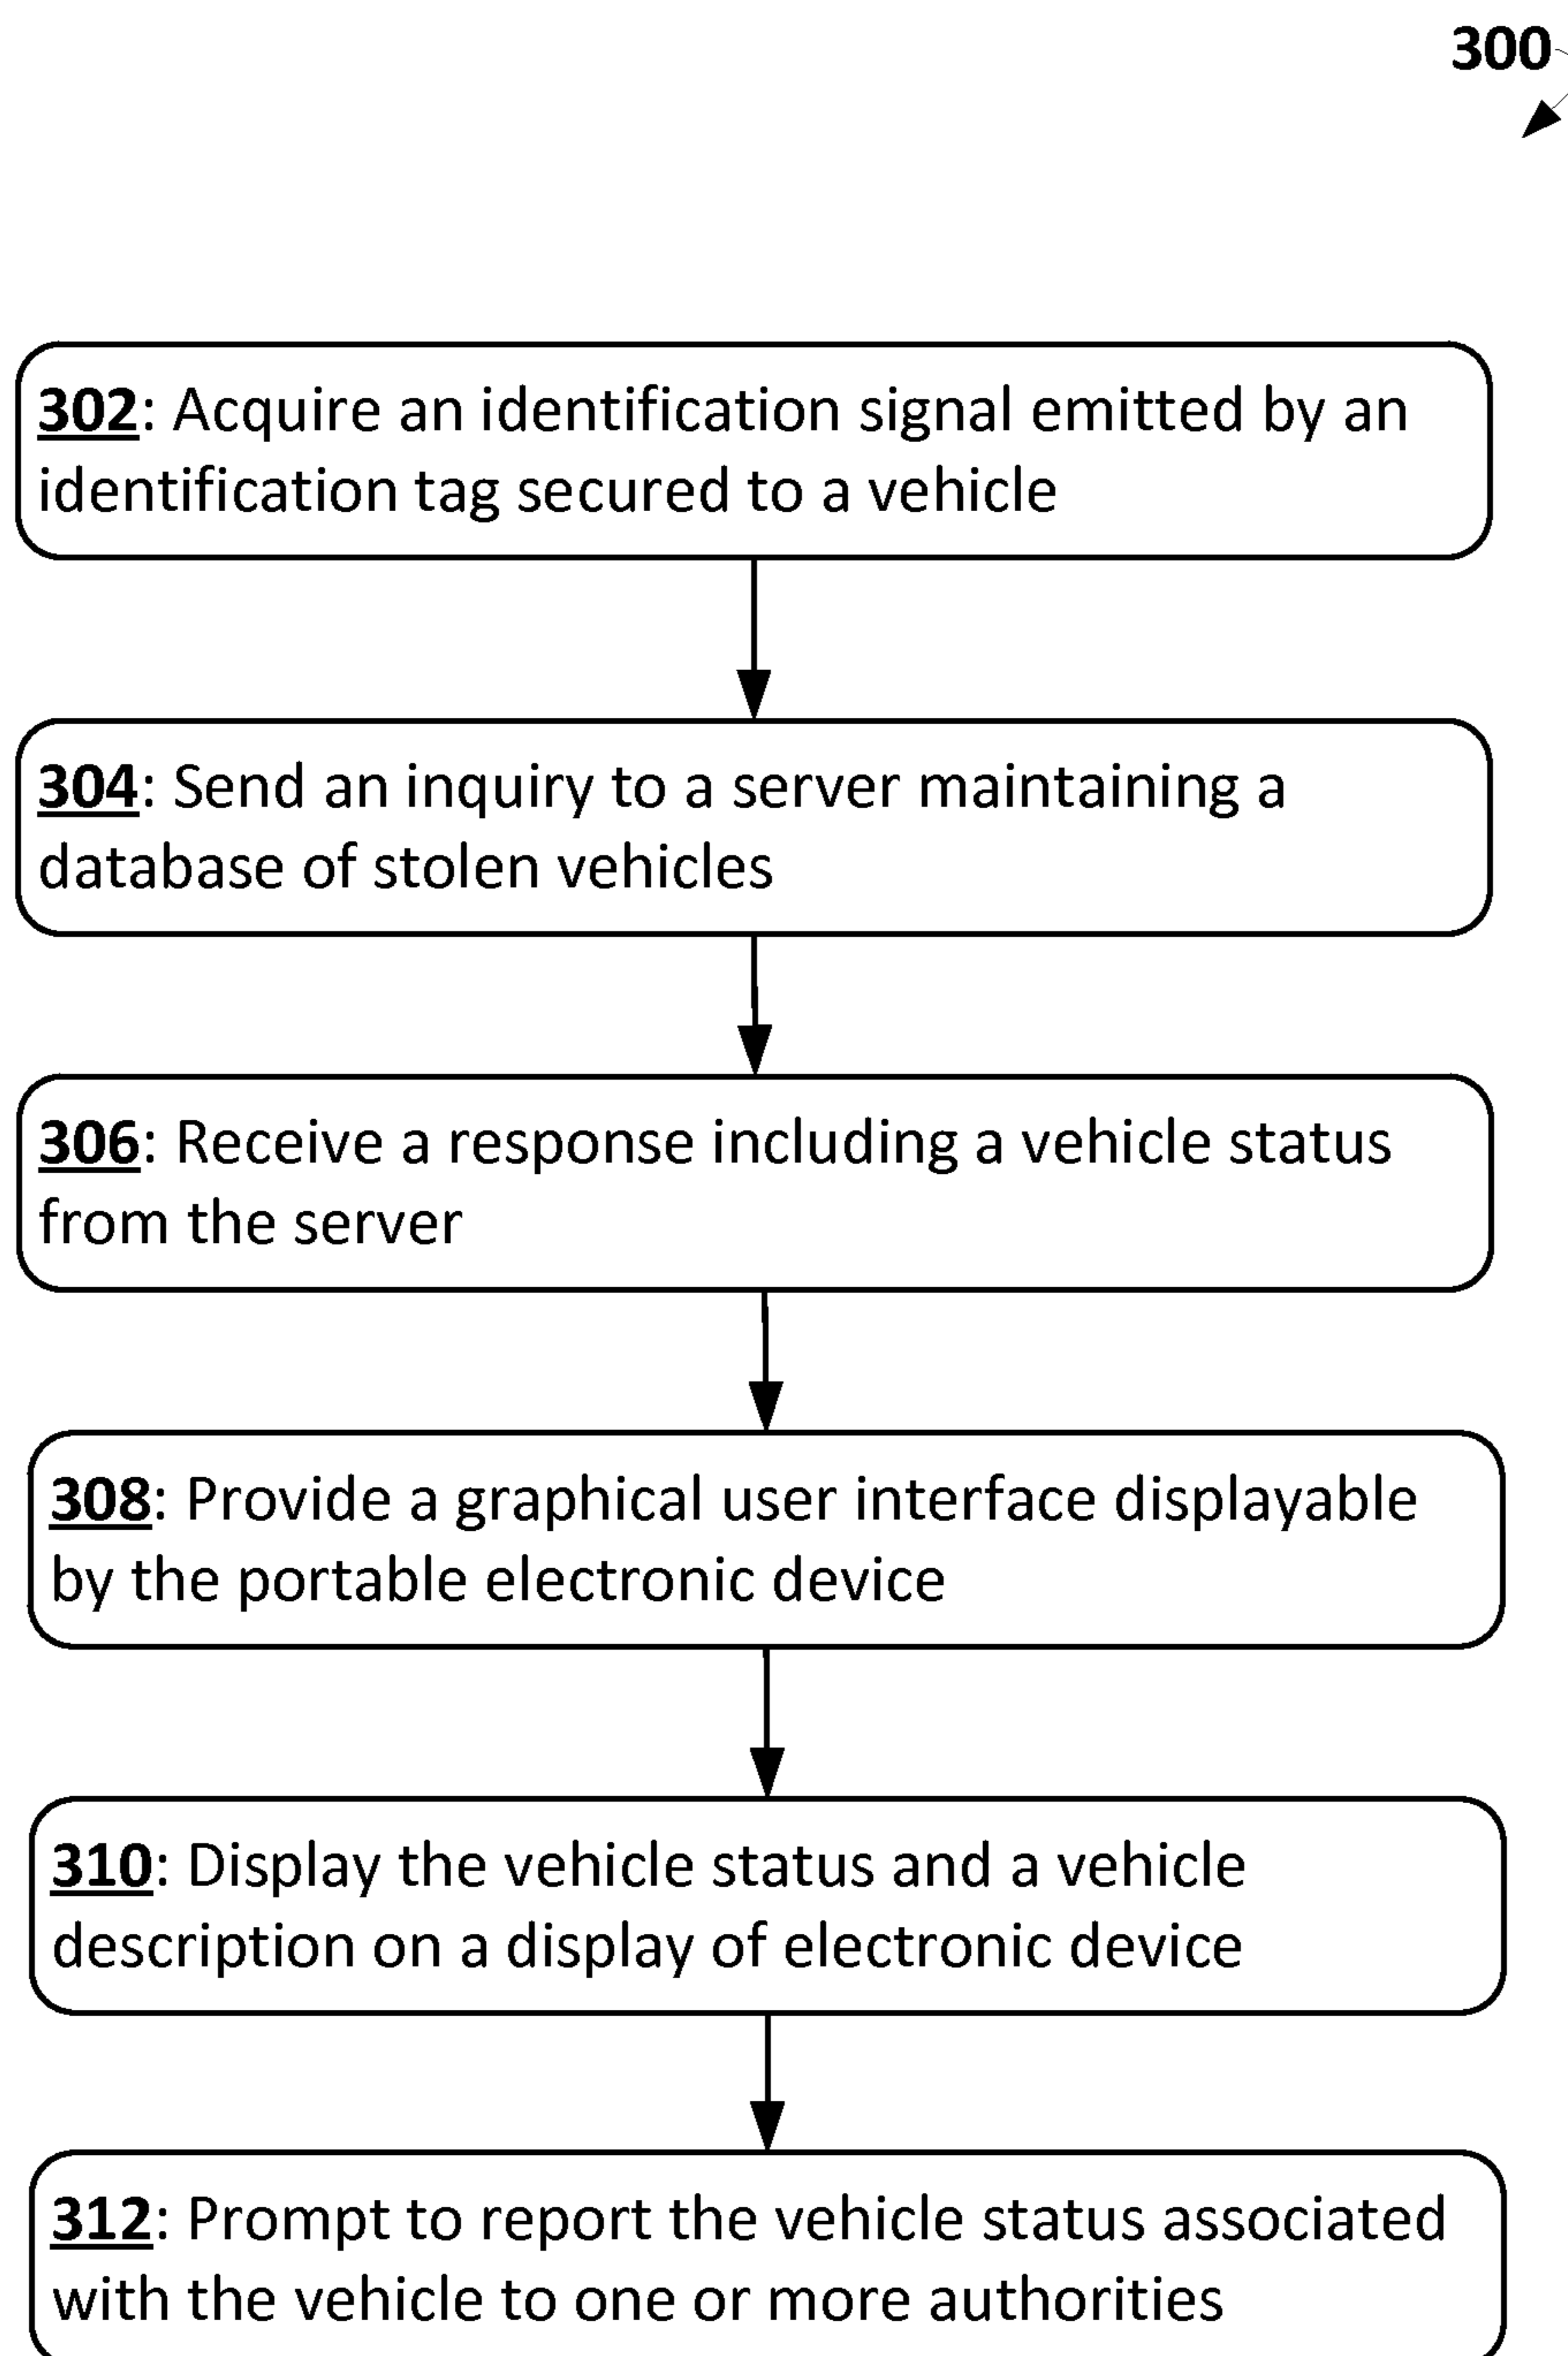 300
302: Acquire an identification signal emitted by an
identification tag secured to a vehicle
304: Send an inquiry to a server maintaining a
database of stolen vehicles
306: Receive a response including a vehicle status
from the server
308: Provide a graphical user interface displayable
by the portable electronic device
310: Display the vehicle status and a vehicle
description on a display of electronic device
312: Prompt to report the vehicle status associated
with the vehicle to one or more authorities